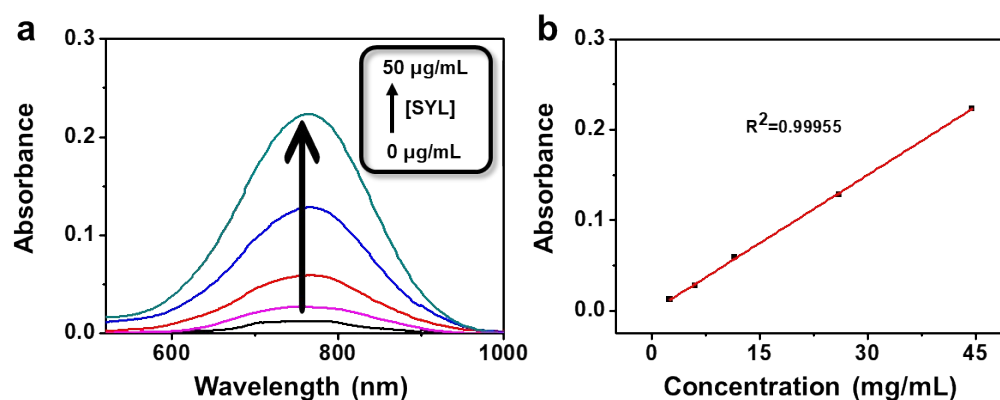 a
0.3
0.2
0.1
0.0
Absorbance
600
800
1000
Wavelength (nm)
50 µg/mL
[SYL]
0 µg/mL
b
0.3
0.2
0.1
0.0
Absorbance
R²=0.99955
0
15
30
45
Concentration (mg/mL)